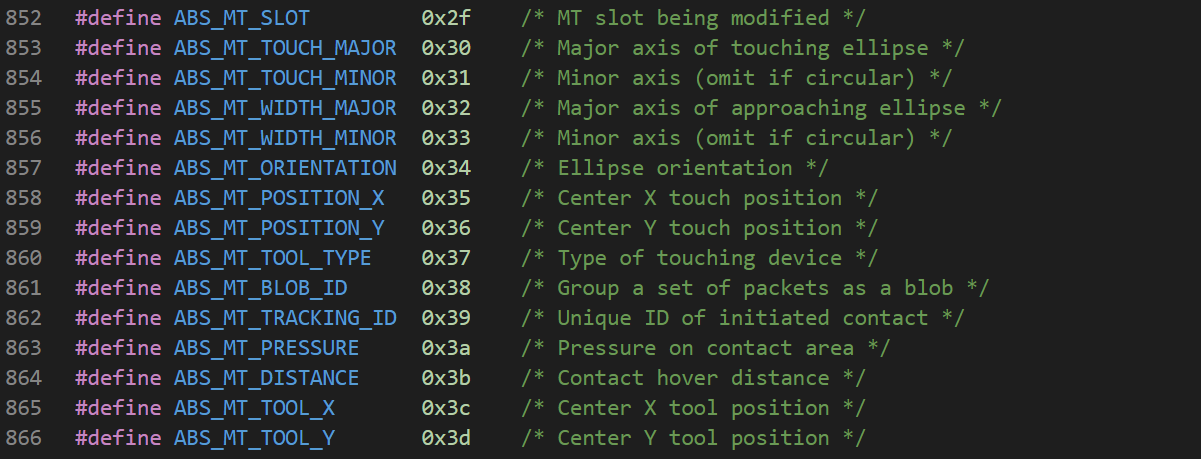 852 #define ABS_MT_SLOT 0x2f /* MT slot being modified */
853 #define ABS_MT_TOUCH_MAJOR 0x30 /* Major axis of touching ellipse */
854 #define ABS_MT_TOUCH_MINOR 0x31 /* Minor axis (omit if circular) */
855 #define ABS_MT_WIDTH_MAJOR 0x32 /* Major axis of approaching ellipse */
856 #define ABS_MT_WIDTH_MINOR 0x33 /* Minor axis (omit if circular) */
857 #define ABS_MT_ORIENTATION 0x34 /* Ellipse orientation */
858 #define ABS_MT_POSITION_X 0x35 /* Center X touch position */
859 #define ABS_MT_POSITION_Y 0x36 /* Center Y touch position */
860 #define ABS_MT_TOOL_TYPE 0x37 /* Type of touching device */
861 #define ABS_MT_BLOB_ID 0x38 /* Group a set of packets as a blob */
862 #define ABS_MT_TRACKING_ID 0x39 /* Unique ID of initiated contact */
863 #define ABS_MT_PRESSURE 0x3a /* Pressure on contact area */
864 #define ABS_MT_DISTANCE 0x3b /* Contact hover distance */
865 #define ABS_MT_TOOL_X 0x3c /* Center X tool position */
866 #define ABS_MT_TOOL_Y 0x3d /* Center Y tool position */